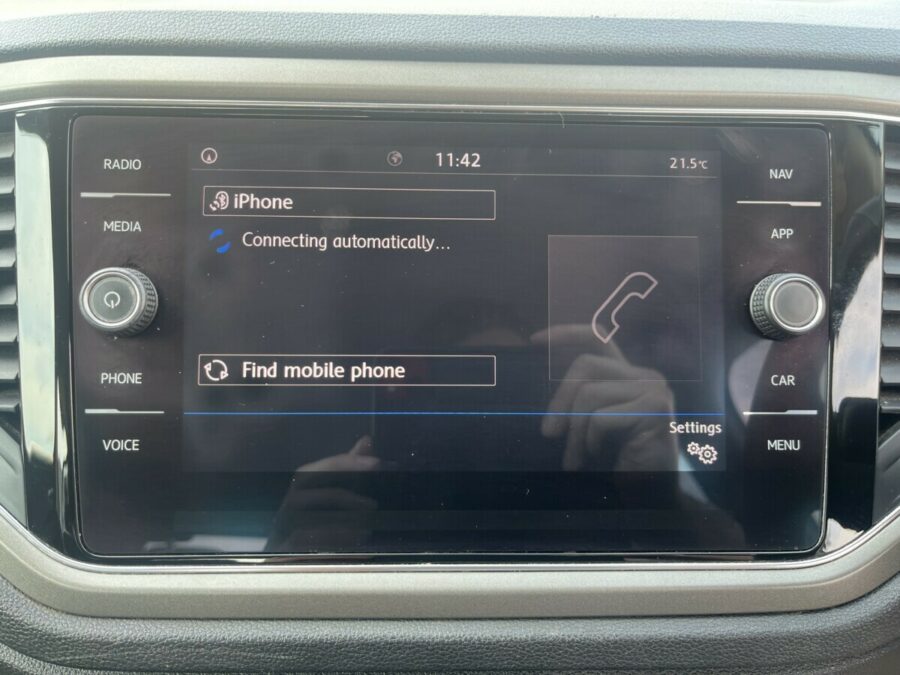 RADIO
MEDIA
PHONE
VOICE
11:42
21.5°C
iPhone
Connecting automatically...
Find mobile phone
Settings
NAV
APP
CAR
MENU